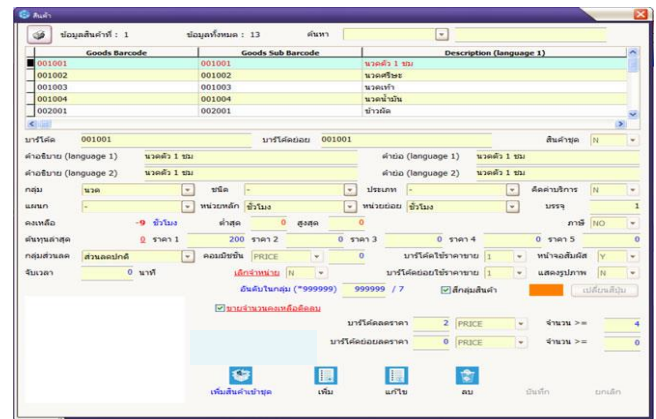 สินค้า
ข้อมูลสินค้าที่ : 1 ข้อมูลทั้งหมด : 13 ค้นหา
Goods Barcode Goods Sub Barcode Description (language 1)
001001 001001 นวดตัว 1 ชม
001002 001002 นวดศรีษะ
001003 001003 นวดเท้า
001004 001004 นวดน้ำมัน
002001 002001 ข้าวผัด
บาร์โค้ด 001001 บาร์โค้ดย่อย 001001 สินค้าชุด N
คำอธิบาย (language 1) นวดตัว 1 ชม คำย่อ (language 1) นวดตัว 1 ชม
คำอธิบาย (language 2) นวดตัว 1 ชม คำย่อ (language 2) นวดตัว 1 ชม
กลุ่ม นวด ชนิด - ประเภท - คิดค่าบริการ N
แผนก - หน่วยหลัก ชั่วโมง หน่วยย่อย ชั่วโมง บรรจุ 1
คงเหลือ -9 ชั่วโมง ต่ำสุด 0 สูงสุด 0 ภาษี NO
ต้นทุนล่าสุด 0 ราคา 1 200 ราคา 2 0 ราคา 3 0 ราคา 4 0 ราคา 5 0
กลุ่มส่วนลด ส่วนลดปกติ คอมมิชชั่น PRICE 0 บาร์โค้ดใช้ราคาขาย 1 หน้าจอสัมผัส Y
จับเวลา 0 นาที เลิกจำหน่าย N บาร์โค้ดย่อยใช้ราคาขาย 1 แสดงรูปภาพ N
อันดับในกลุ่ม (*999999) 999999 / 7 สีกลุ่มสินค้า เปลี่ยนสีปุ่ม
ขายจำนวนคงเหลือติดลบ
บาร์โค้ดลดราคา 2 PRICE จำนวน >= 4
บาร์โค้ดย่อยลดราคา 0 PRICE จำนวน >= 0
เพิ่มสินค้าเข้าชุด เพิ่ม แก้ไข ลบ บันทึก ยกเลิก